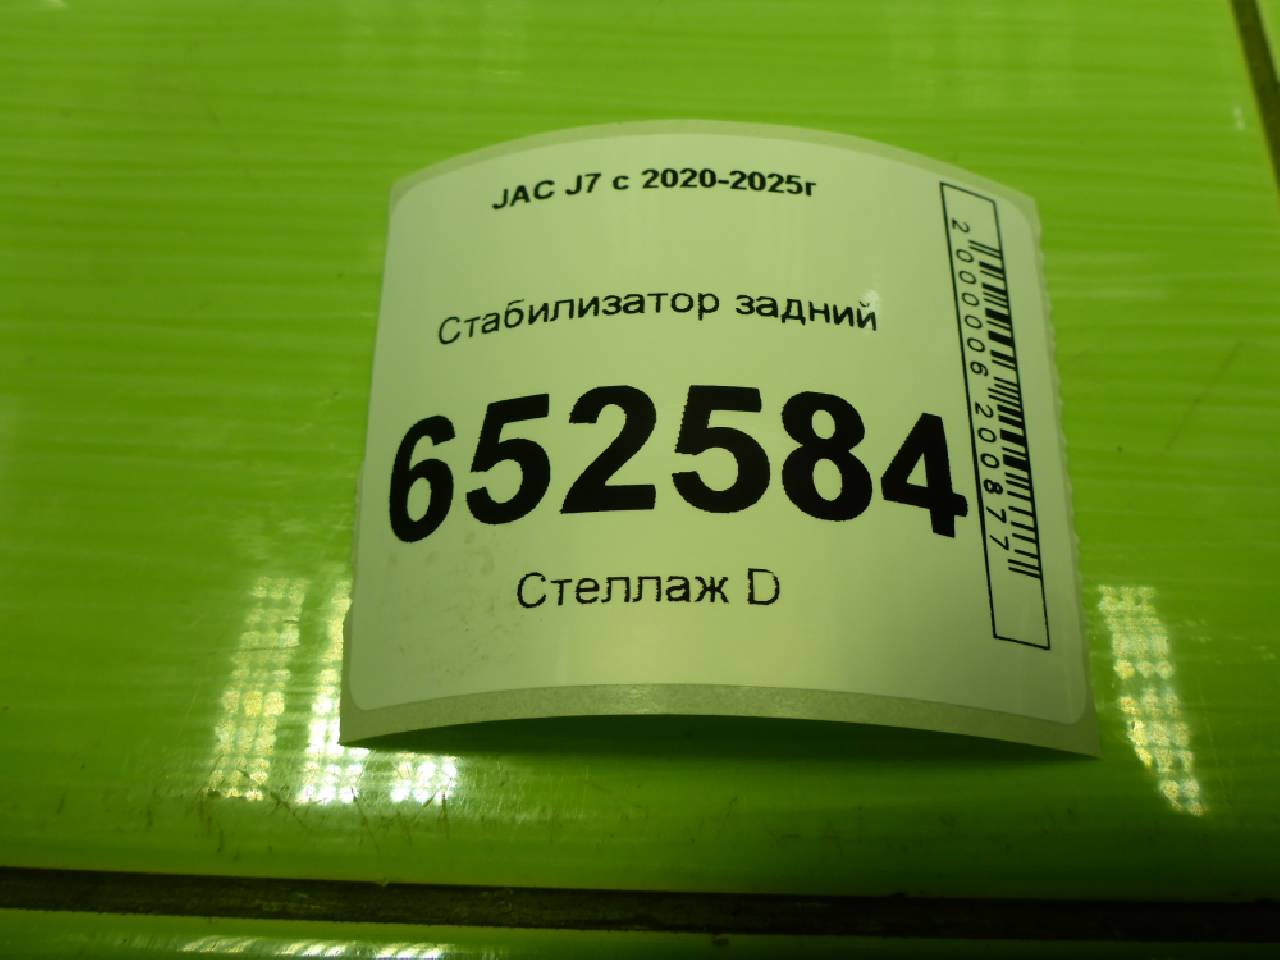 JAC J7 с 2020-2025г
Стабилизатор задний
652584
Стеллаж D
2000006200877